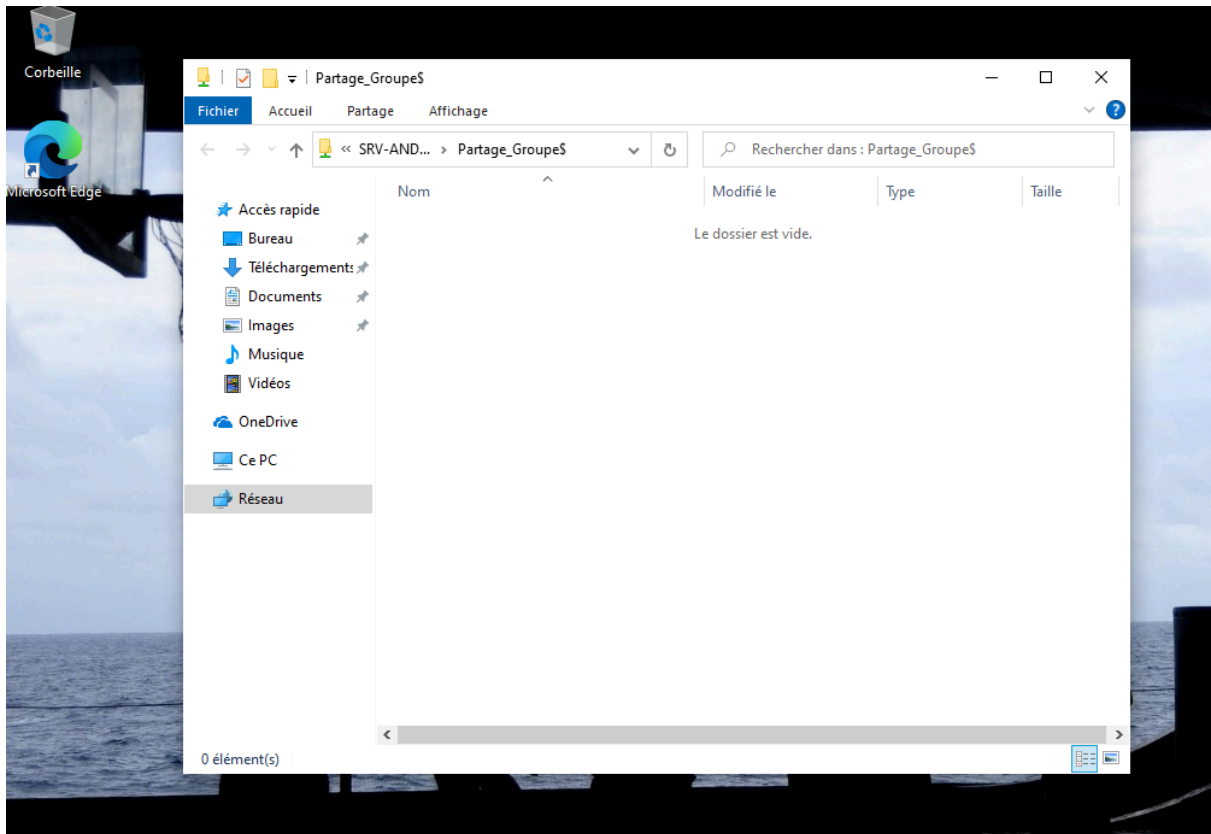 Corbeille
Microsoft Edge
Partage_Groupe$
Fichier Accueil Partage Affichage
« SRV-AND... › Partage_Groupe$
Rechercher dans : Partage_Groupe$
Nom Modifié le Type Taille
Le dossier est vide.
Accès rapide
Bureau
Téléchargements
Documents
Images
Musique
Vidéos
OneDrive
Ce PC
Réseau
0 élément(s)